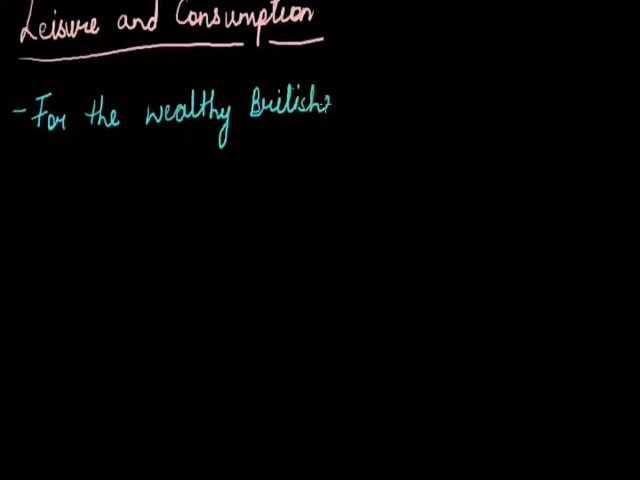 Leisure and Consumption
- For the wealthy British